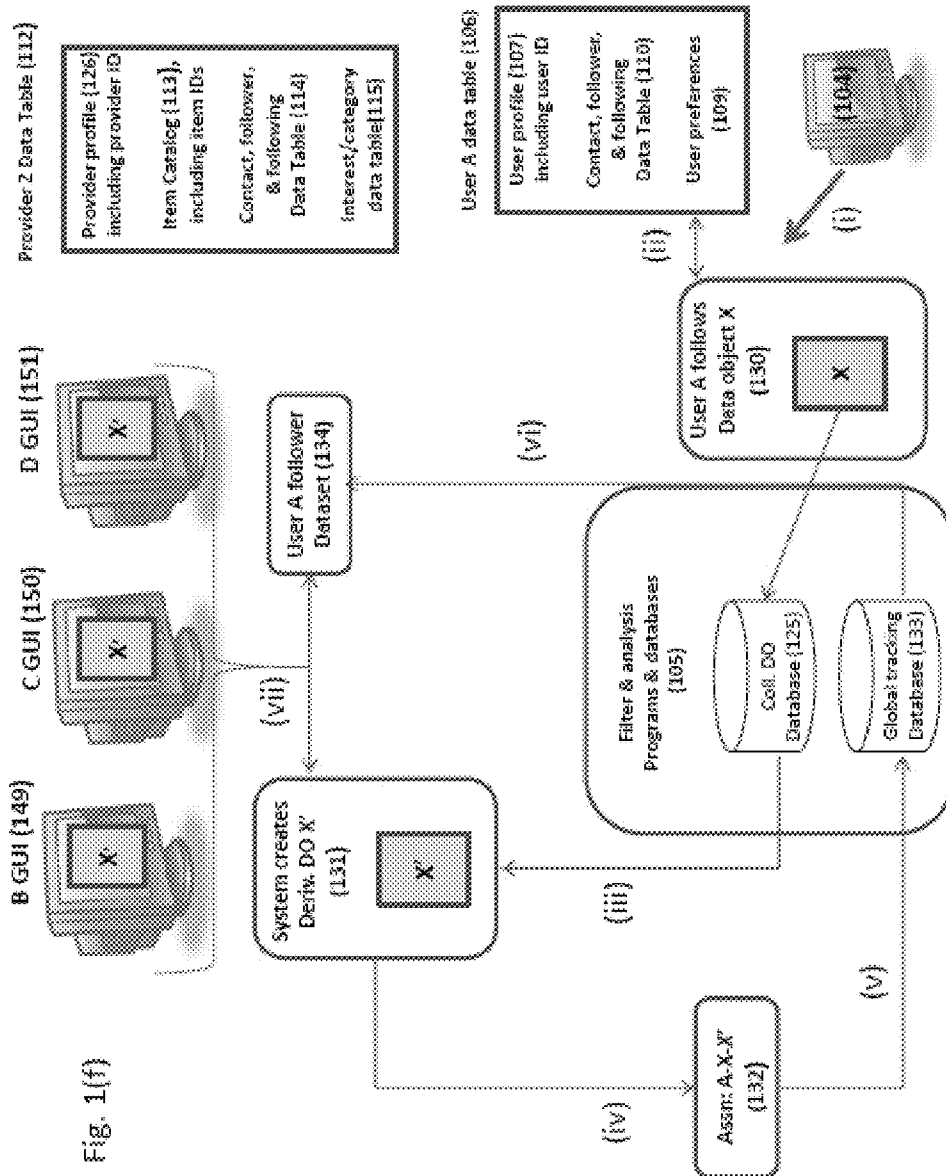 Fig. 1(f)
B GUI (149)
C GUI (150)
D GUI (151)
X'
X'
X'
Provider 2 Data Table (112)
Provider profile (126)
including provider ID
Item Catalog (113),
including item IDs
Contact, follower,
& following
Data Table (114)
Interest/category
data table(115)
System creates
Deriv. DO X'
(131)
X'
(vii)
User A follower
Dataset (134)
User A data table (106)
User profile (107)
including user ID
Contact, follower,
& following
Data Table (110)
User preferences
(109)
(iv)
(iii)
(vi)
(ii)
Assn: A-X-X'
(132)
(v)
Filter & analysis
Programs & databases
(105)
Coll. DO
Database (125)
Global tracking
Database (133)
User A follows
Data object X
(130)
X
(i)
(104)